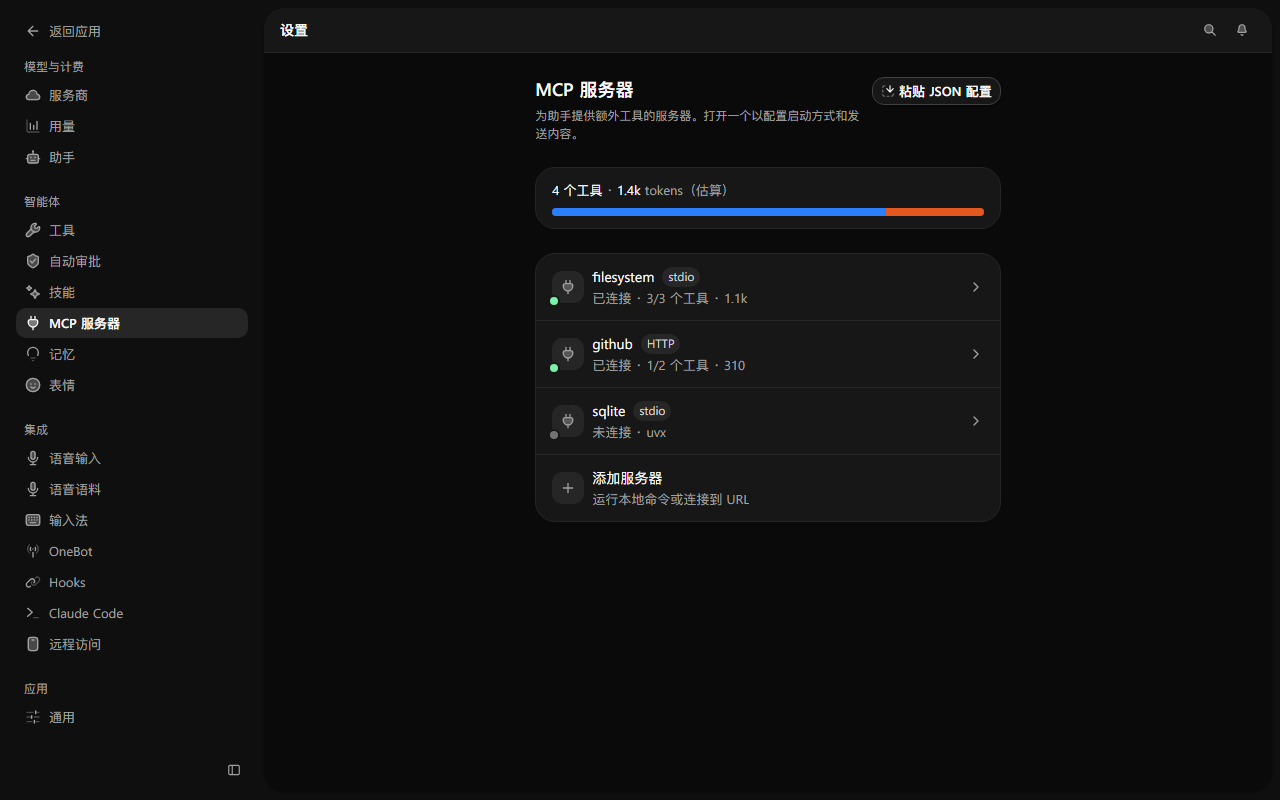 返回应用
模型与计费
服务商
用量
助手
智能体
工具
自动审批
技能
MCP 服务器
记忆
表情
集成
语音输入
语音语料
输入法
OneBot
Hooks
Claude Code
远程访问
应用
通用
设置
MCP 服务器
粘贴 JSON 配置
为助手提供额外工具的服务器。打开一个以配置启动方式和发
送内容。
4 个工具 · 1.4k tokens（估算）
filesystem stdio
已连接 · 3/3 个工具 · 1.1k
github HTTP
已连接 · 1/2 个工具 · 310
sqlite stdio
未连接 · uvx
添加服务器
运行本地命令或连接到 URL